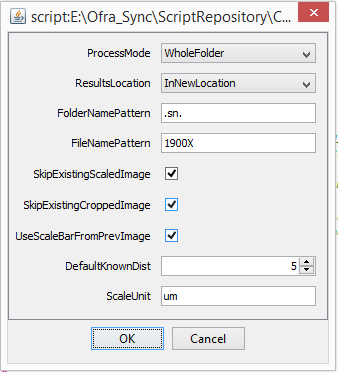 script:E:\Ofra_Sync\ScriptRepository\C...
ProcessMode WholeFolder
ResultsLocation InNewLocation
FolderNamePattern .sn.
FileNamePattern 1900X
SkipExistingScaledImage
SkipExistingCroppedImage
UseScaleBarFromPrevImage
DefaultKnownDist 5
ScaleUnit um
OK Cancel